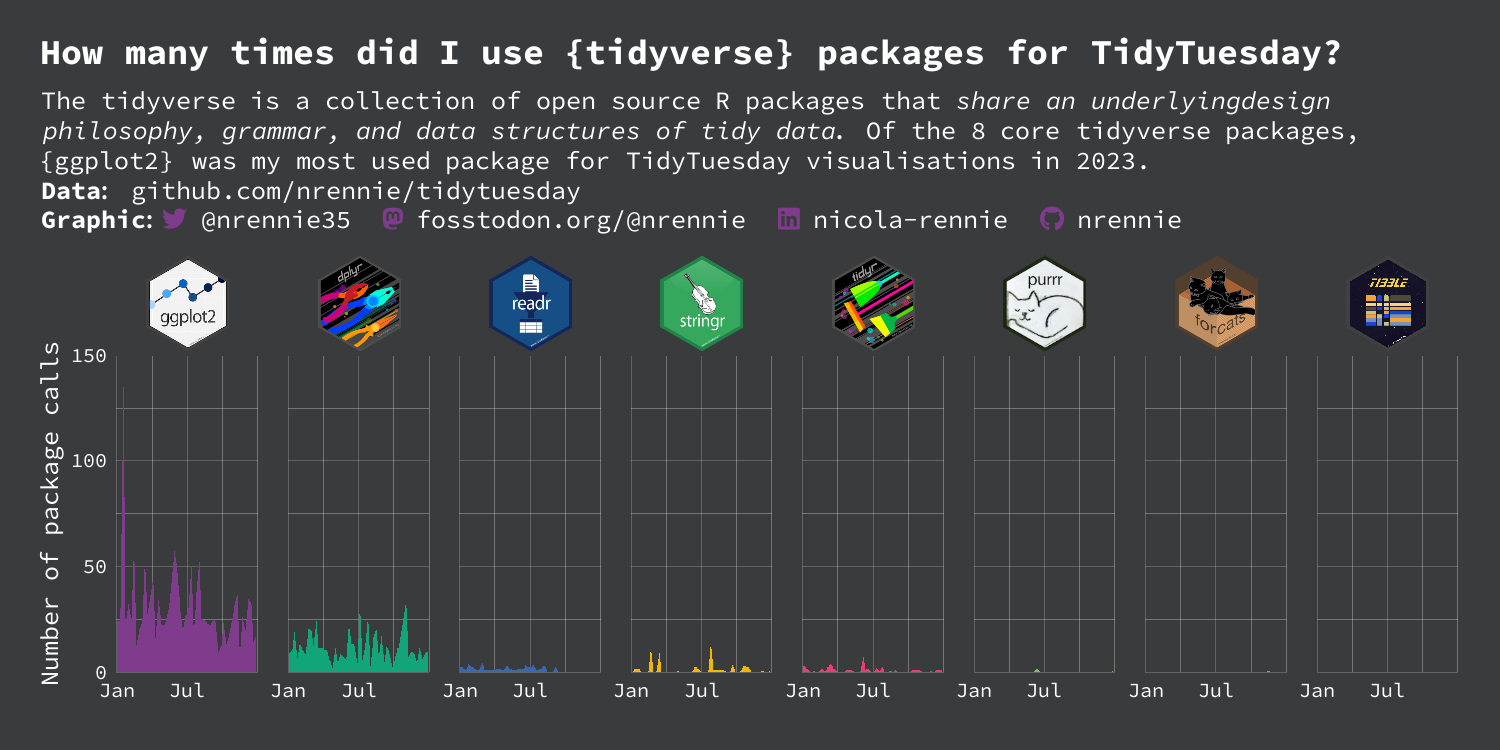 How many times did I use {tidyverse} packages for TidyTuesday?
The tidyverse is a collection of open source R packages that share an underlyingdesign
philosophy, grammar, and data structures of tidy data. Of the 8 core tidyverse packages,
{ggplot2} was my most used package for TidyTuesday visualisations in 2023.
Data: github.com/nrennie/tidytuesday
Graphic: @nrennie35 fosstodon.org/@nrennie nicola-rennie nrennie
ggplot2
dplyr
readr
stringr
tidyr
purrr
forcats
TIBBLE
Number of package calls
150
100
50
0
Jan Jul Jan Jul Jan Jul Jan Jul Jan Jul Jan Jul Jan Jul Jan Jul